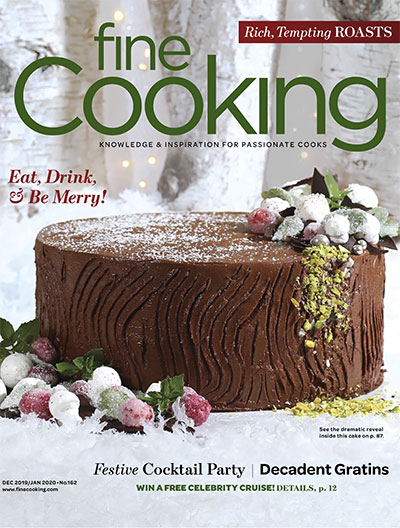 Rich, Tempting ROASTS
fine
Cooking
KNOWLEDGE & INSPIRATION FOR PASSIONATE COOKS
Eat, Drink,
& Be Merry!
See the dramatic reveal
inside this cake on p. 87.
Festive Cocktail Party | Decadent Gratins
DEC 2019/JAN 2020 • No.162
www.finecooking.com
WIN A FREE CELEBRITY CRUISE! DETAILS, p. 12